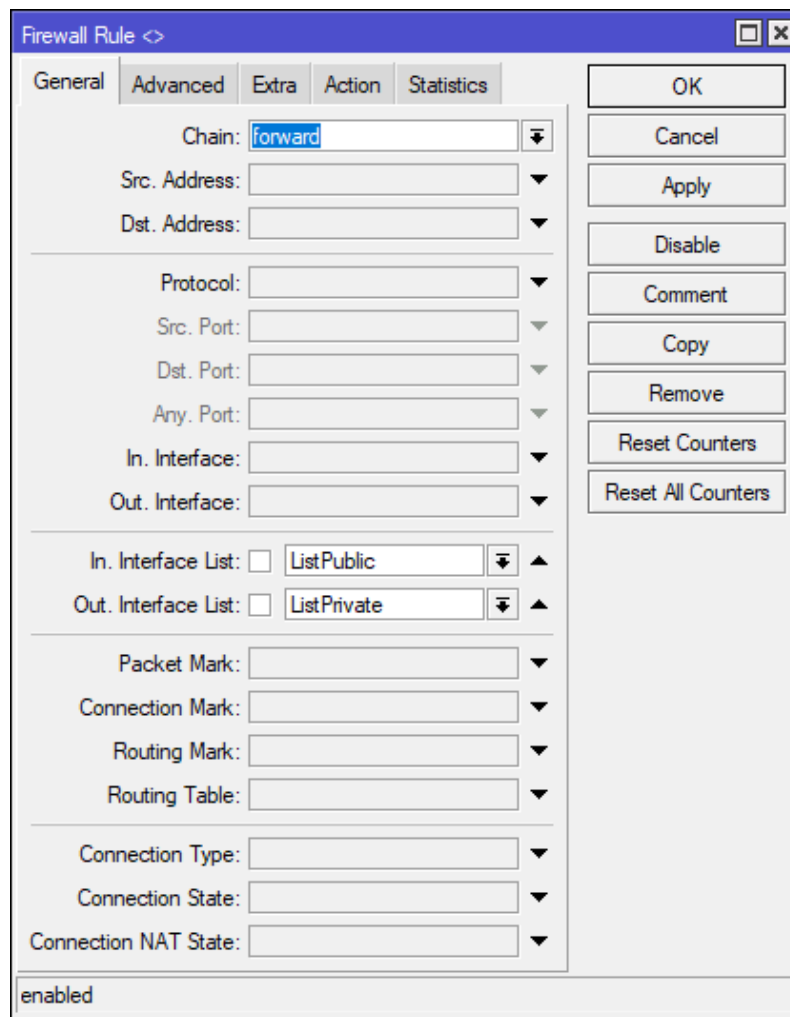 Firewall Rule <>
General Advanced Extra Action Statistics
Chain: forward
Src. Address:
Dst. Address:
Protocol:
Src. Port:
Dst. Port:
Any. Port:
In. Interface:
Out. Interface:
In. Interface List: ListPublic
Out. Interface List: ListPrivate
Packet Mark:
Connection Mark:
Routing Mark:
Routing Table:
Connection Type:
Connection State:
Connection NAT State:
OK
Cancel
Apply
Disable
Comment
Copy
Remove
Reset Counters
Reset All Counters
enabled